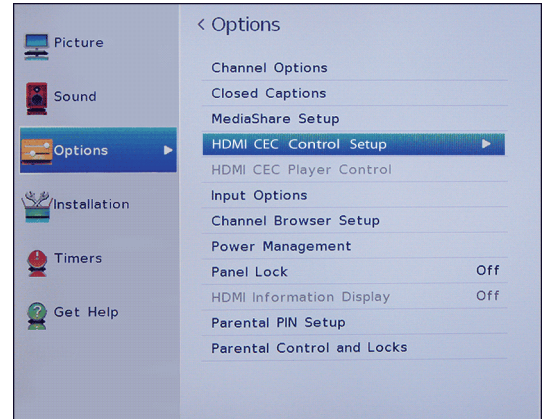 Picture
Sound
Options
Installation
Timers
Get Help
< Options
Channel Options
Closed Captions
MediaShare Setup
HDMI CEC Control Setup
HDMI CEC Player Control
Input Options
Channel Browser Setup
Power Management
Panel Lock Off
HDMI Information Display Off
Parental PIN Setup
Parental Control and Locks